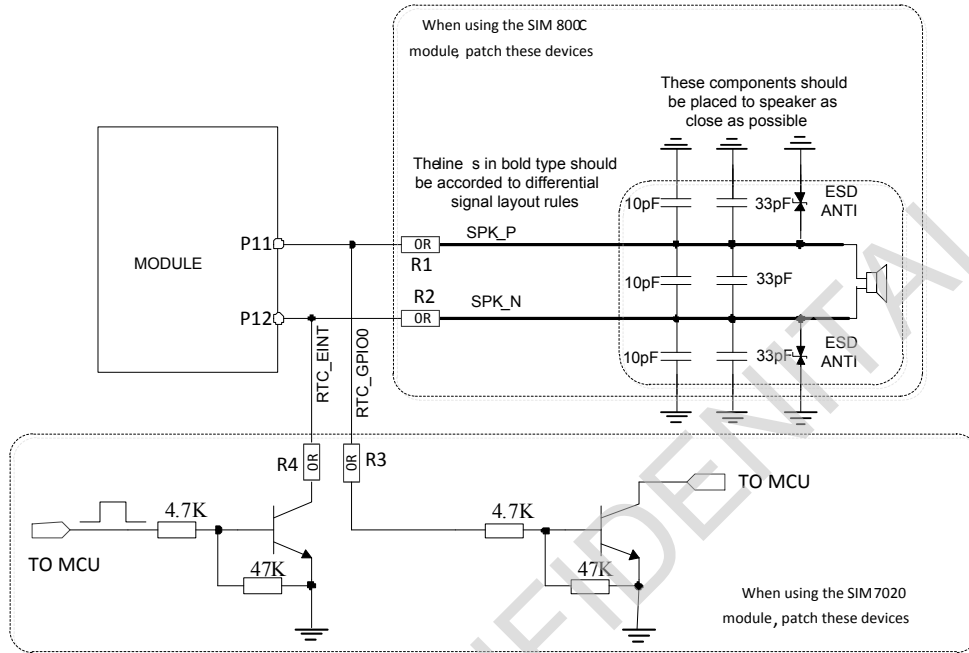 When using the SIM 800C
module, patch these devices
These components should
be placed to speaker as
close as possible
Theline s in bold type should
be accorded to differential
signal layout rules
10pF
33pF
ESD
ANTI
P11
0R
SPK_P
R1
MODULE
10pF
33pF
R2
P12
0R
SPK_N
RTC_EINT
RTC_GPIO0
10pF
33pF
ESD
ANTI
R4
0R
0R
R3
TO MCU
4.7K
4.7K
TO MCU
47K
47K
When using the SIM7020
module, patch these devices
FIDENITAL